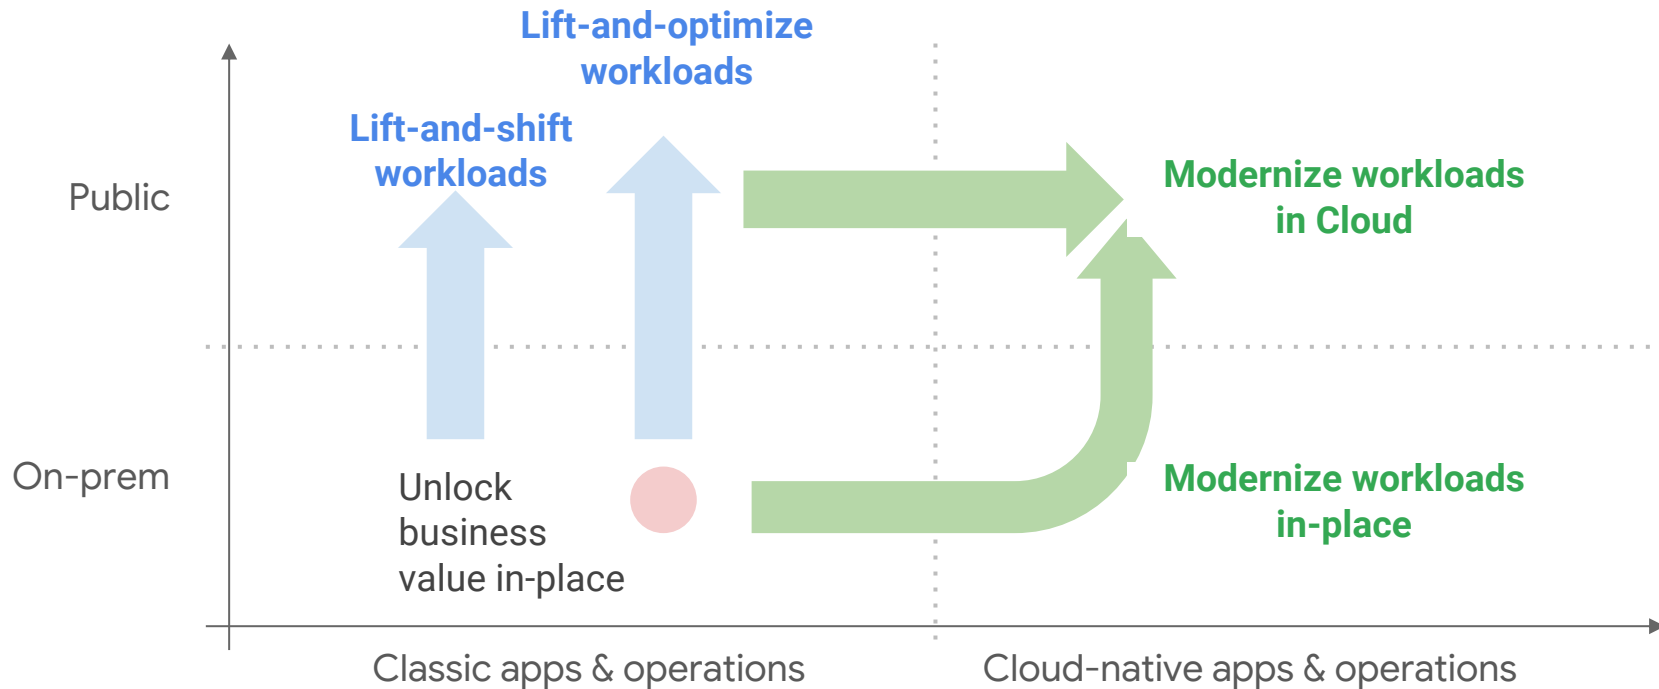 Lift-and-optimize
workloads
Lift-and-shift
workloads
Public
Modernize workloads
in Cloud
On-prem
Unlock
business
value in-place
Modernize workloads
in-place
Classic apps & operations
Cloud-native apps & operations